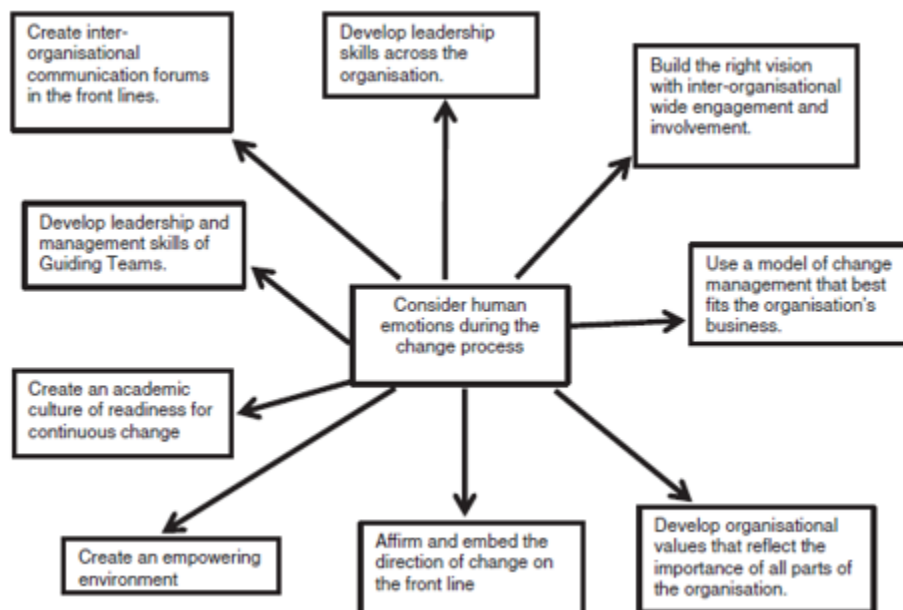 Create inter-
organisational
communication forums
in the front lines.
Develop leadership
skills across the
organisation.
Build the right vision
with inter-organisational
wide engagement and
involvement.
Develop leadership and
management skills of
Guiding Teams.
Consider human
emotions during the
change process
Use a model of change
management that best
fits the organisation's
business.
Create an academic
culture of readiness for
continuous change
Create an empowering
environment
Affirm and embed the
direction of change on
the front line
Develop organisational
values that reflect the
importance of all parts of
the organisation.